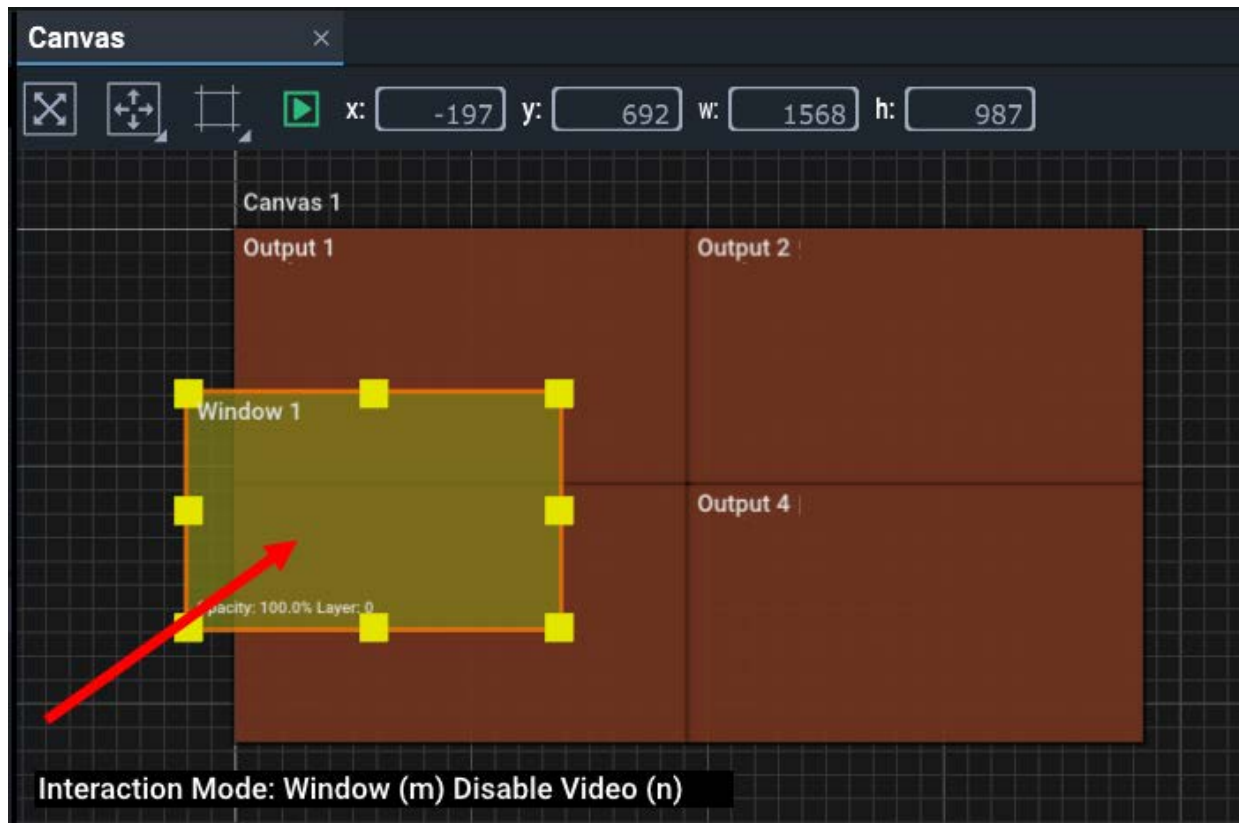 Canvas ×
x: -197 y: 692 w: 1568 h: 987
Canvas 1
Output 1
Output 2
Window 1
Output 4
Opacity: 100.0% Layer: 0
Interaction Mode: Window (m) Disable Video (n)